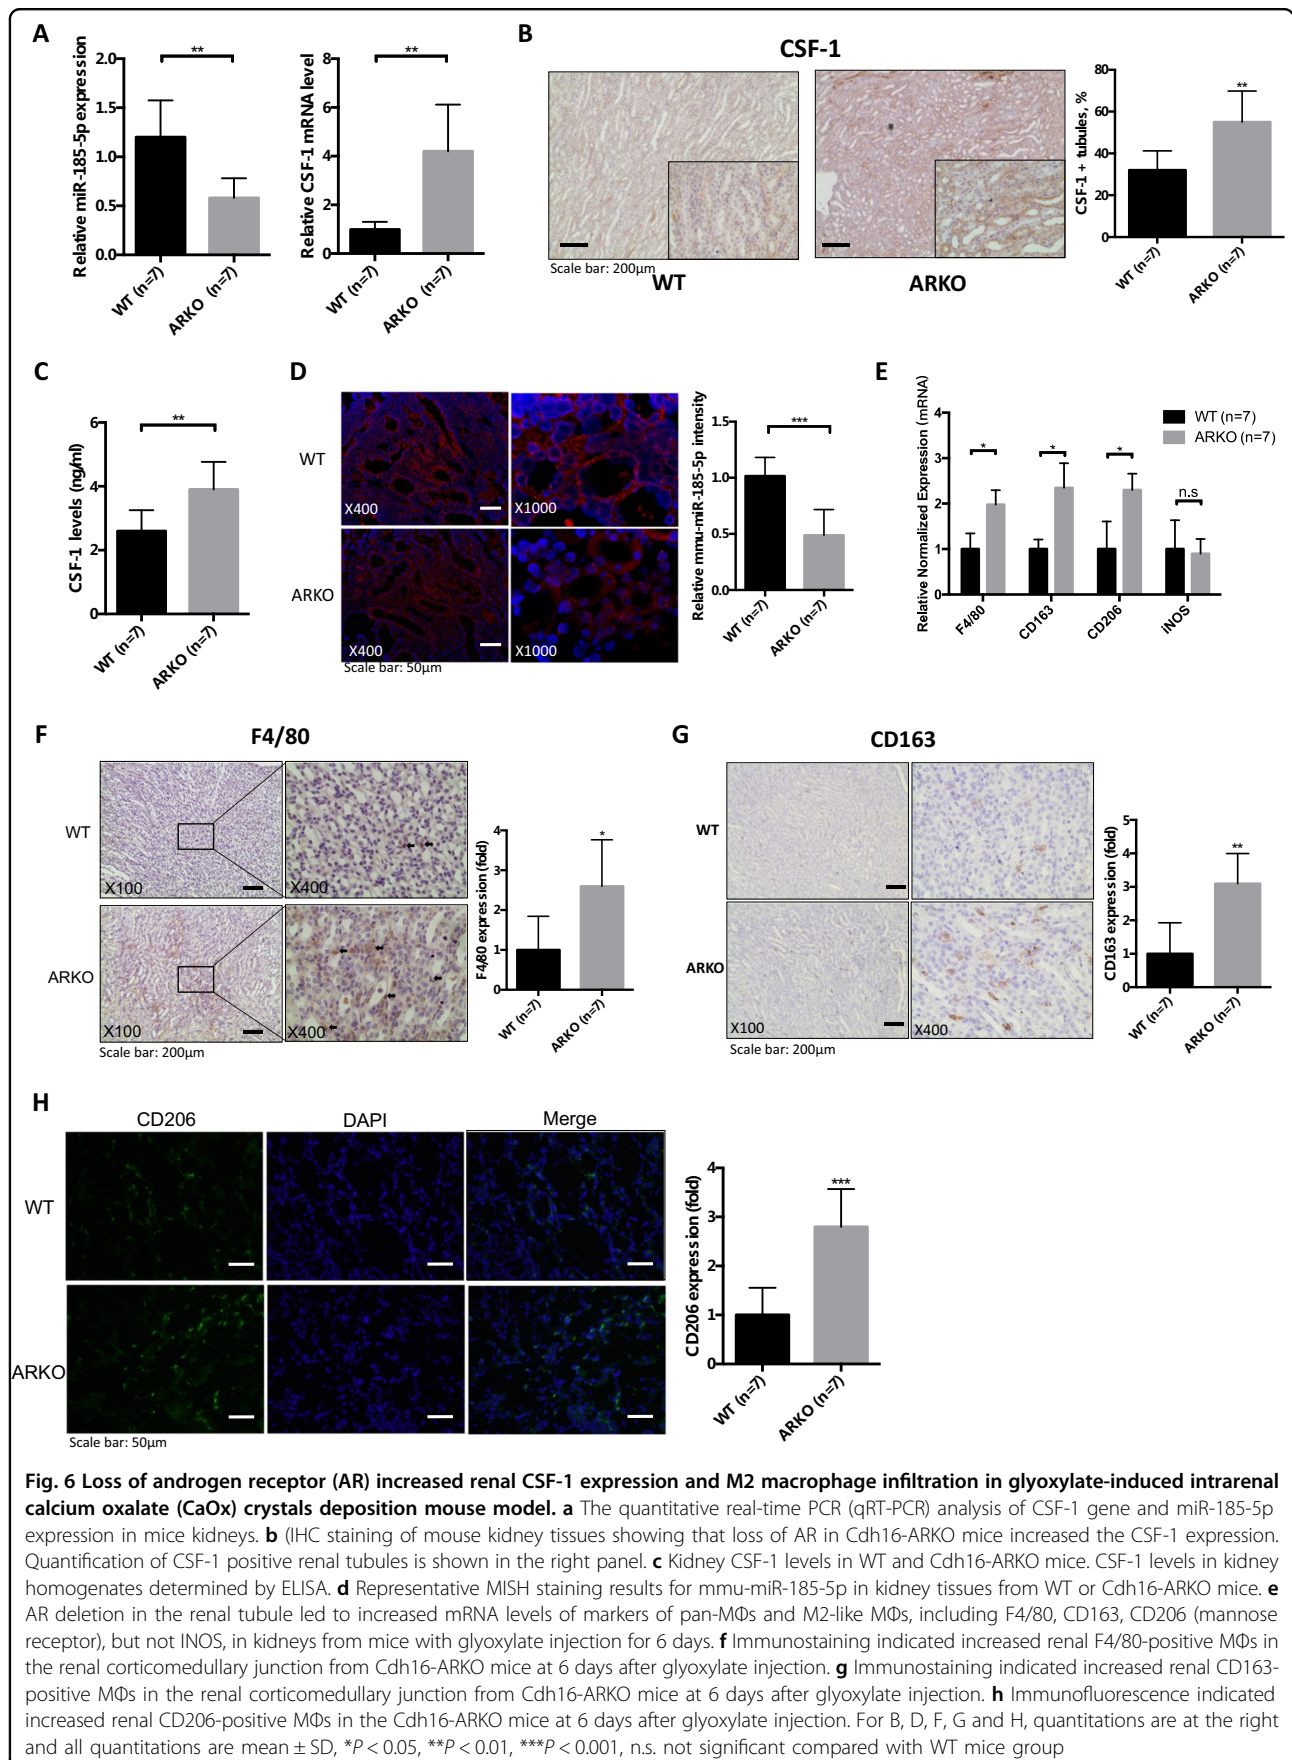 A
Relative miR-185-5p expression
2.0
1.5
1.0
0.5
0.0
**
WT (n=7)
ARKO (n=7)
Relative CSF-1 mRNA level
8
6
4
2
0
**
WT (n=7)
ARKO (n=7)
B
CSF-1
Scale bar: 200μm
WT
ARKO
CSF-1 + tubules, %
80
60
40
20
0
**
WT (n=7)
ARKO (n=7)
C
CSF-1 levels (ng/ml)
6
4
2
0
**
WT (n=7)
ARKO (n=7)
D
WT
X400
X1000
ARKO
X400
X1000
Scale bar: 50μm
Relative mmu-miR-185-5p intensity
1.5
1.0
0.5
0.0
***
WT (n=7)
ARKO (n=7)
E
Relative Normalized Expression (mRNA)
4
3
2
1
0
WT (n=7)
ARKO (n=7)
*
*
*
n.s
F4/80
CD163
CD206
iNOS
F
F4/80
WT
X100
X400
ARKO
X100
X400
Scale bar: 200μm
F4/80 expression (fold)
4
3
2
1
0
*
WT (n=7)
ARKO (n=7)
G
CD163
WT
ARKO
X100
X400
Scale bar: 200μm
CD163 expression (fold)
5
4
3
2
1
0
**
WT (n=7)
ARKO (n=7)
H
CD206
DAPI
Merge
WT
ARKO
Scale bar: 50μm
CD206 expression (fold)
4
3
2
1
0
***
WT (n=7)
ARKO (n=7)
Fig. 6 Loss of androgen receptor (AR) increased renal CSF-1 expression and M2 macrophage infiltration in glyoxylate-induced intrarenal
calcium oxalate (CaOx) crystals deposition mouse model. a The quantitative real-time PCR (qRT-PCR) analysis of CSF-1 gene and miR-185-5p
expression in mice kidneys. b (IHC staining of mouse kidney tissues showing that loss of AR in Cdh16-ARKO mice increased the CSF-1 expression.
Quantification of CSF-1 positive renal tubules is shown in the right panel. c Kidney CSF-1 levels in WT and Cdh16-ARKO mice. CSF-1 levels in kidney
homogenates determined by ELISA. d Representative MISH staining results for mmu-miR-185-5p in kidney tissues from WT or Cdh16-ARKO mice. e
AR deletion in the renal tubule led to increased mRNA levels of markers of pan-MΦs and M2-like MΦs, including F4/80, CD163, CD206 (mannose
receptor), but not INOS, in kidneys from mice with glyoxylate injection for 6 days. f Immunostaining indicated increased renal F4/80-positive MΦs in
the renal corticomedullary junction from Cdh16-ARKO mice at 6 days after glyoxylate injection. g Immunostaining indicated increased renal CD163-
positive MΦs in the renal corticomedullary junction from Cdh16-ARKO mice at 6 days after glyoxylate injection. h Immunofluorescence indicated
increased renal CD206-positive MΦs in the Cdh16-ARKO mice at 6 days after glyoxylate injection. For B, D, F, G and H, quantitations are at the right
and all quantitations are mean ± SD, *P < 0.05, **P < 0.01, ***P < 0.001, n.s. not significant compared with WT mice group